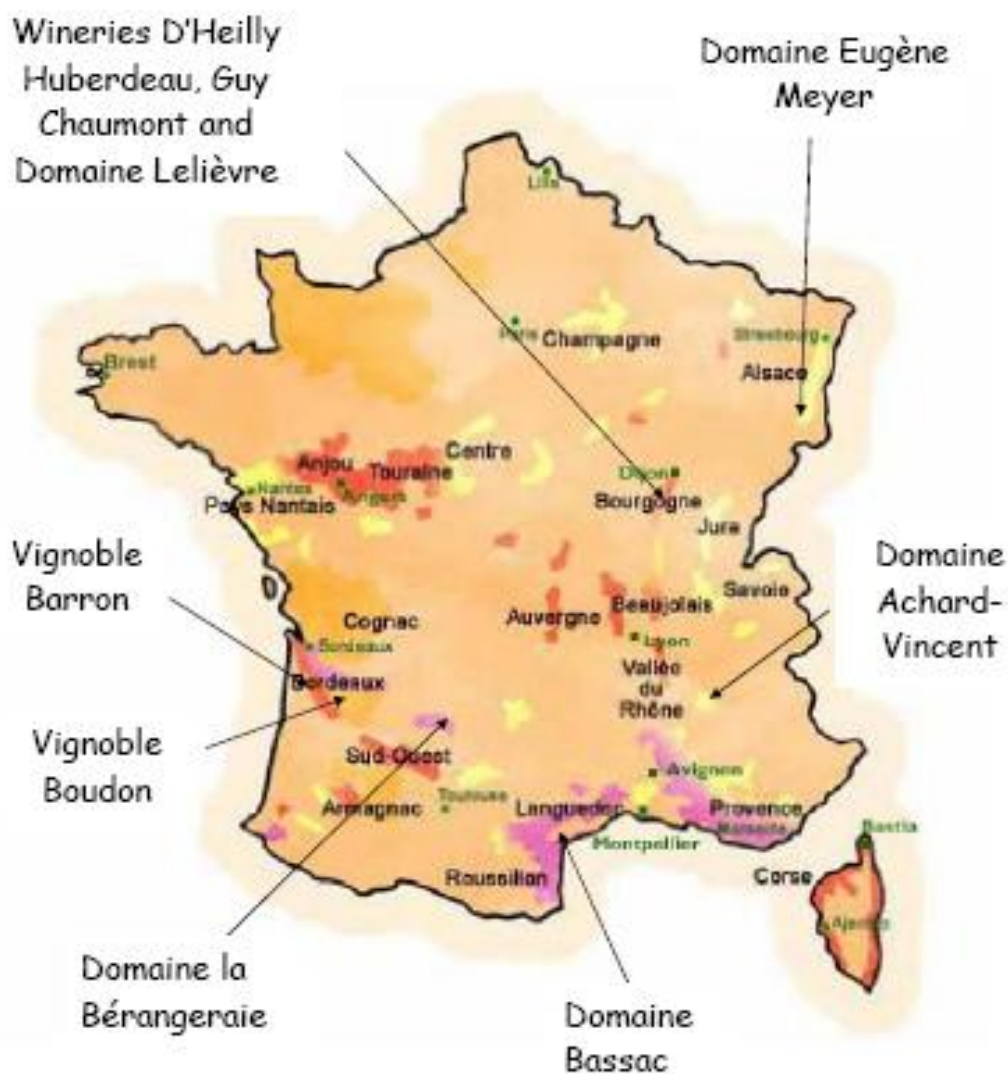 Wineries D'Heilly
Huberdeau, Guy
Chaumont and
Domaine Lelièvre
Domaine Eugène
Meyer
Lille
Paris
Champagne
Strasbourg
Alsace
Brest
Centre
Anjou
Touraine
Nantes
Angers
Pays Nantais
Dijon
Bourgogne
Jura
Vignoble
Barron
Domaine
Achard-
Vincent
Savoie
Cognac
Auvergne
Beaujolais
Bordeaux
Lyon
Bordeaux
Vallée
du
Rhône
Vignoble
Boudon
Sud-Ouest
Avignon
Armagnac
Toulouse
Languedoc
Provence
Marseille
Montpellier
Bastia
Roussillon
Corse
Ajaccio
Domaine la
Bérangeraie
Domaine
Bassac